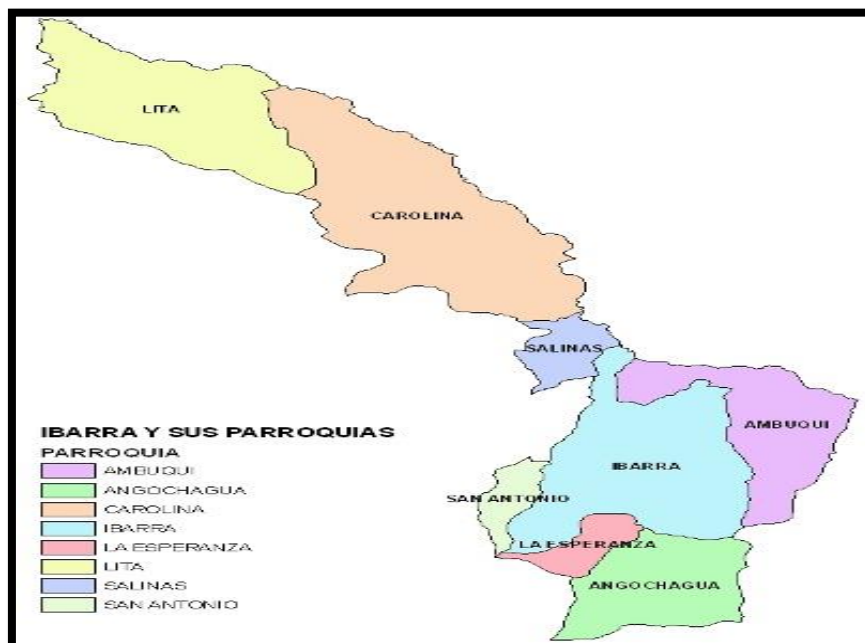 LITA
CAROLINA
SALINAS
AMBUQUI
IBARRA
SAN ANTONIO
LA ESPERANZA
ANGOCHAGUA
IBARRA Y SUS PARROQUIAS
PARROQUIA
AMBUQUI
ANGOCHAGUA
CAROLINA
IBARRA
LA ESPERANZA
LITA
SALINAS
SAN ANTONIO